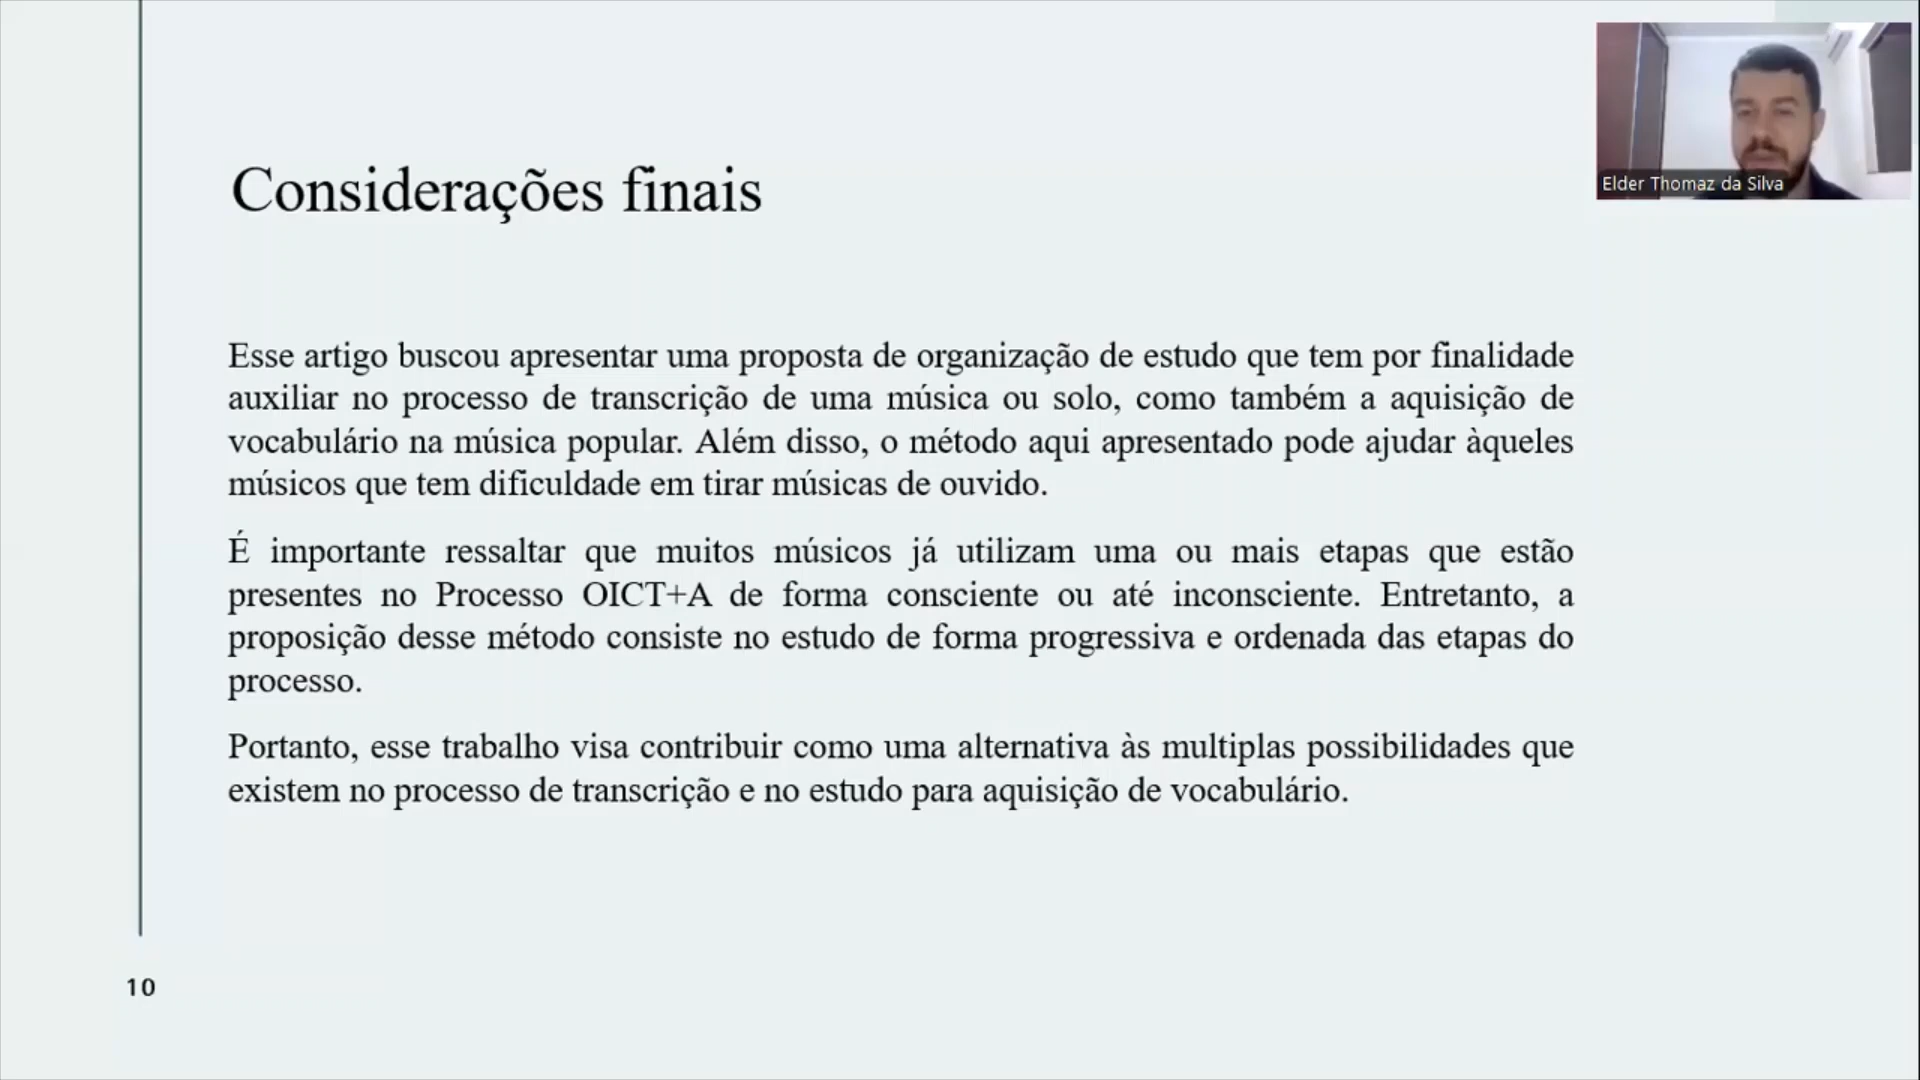 Elder Thomaz da Silva
Considerações finais
Esse artigo buscou apresentar uma proposta de organização de estudo que tem por finalidade
auxiliar no processo de transcrição de uma música ou solo, como também a aquisição de
vocabulário na música popular. Além disso, o método aqui apresentado pode ajudar àqueles
músicos que tem dificuldade em tirar músicas de ouvido.
É importante ressaltar que muitos músicos já utilizam uma ou mais etapas que estão
presentes no Processo OICT+A de forma consciente ou até inconsciente. Entretanto, a
proposição desse método consiste no estudo de forma progressiva e ordenada das etapas do
processo.
Portanto, esse trabalho visa contribuir como uma alternativa às multiplas possibilidades que
existem no processo de transcrição e no estudo para aquisição de vocabulário.
10